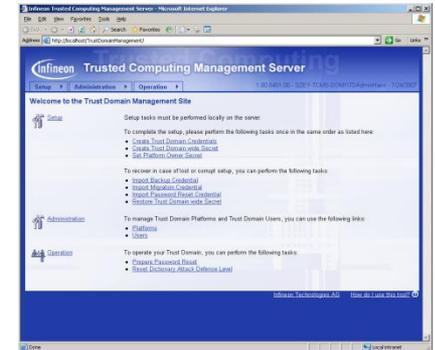 Infineon Trusted Computing Management Server - Microsoft Internet Explorer
File Edit View Favorites Tools Help
Search Favorites
Address http://localhost/TrustDomainManagement/ Go Links
infineon Trusted Computing Management Server
Setup Administration Operation
Welcome to the Trust Domain Management Site
Setup Setup tasks must be performed locally on the server.
To complete the setup, please perform the following tasks once in the same order as listed here:
Create Trust Domain Credentials
Create Trust Domain wide Secret
Set Platform Owner Secret
To recover in case of lost or corrupt setup, you can perform the following tasks:
Import Backup Credential
Import Migration Credential
Import Password Reset Credential
Restore Trust Domain wide Secret
Administration To manage Trust Domain Platforms and Trust Domain Users, you can use the following links:
Platforms
Users
Operation To operate your Trust Domain, you can perform the following tasks:
Prepare Password Reset
Reset Dictionary Attack Defense Level
Infineon Technologies AG How do I use this tool?
Done Local intranet